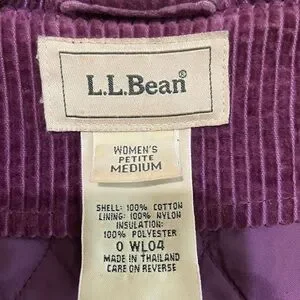 L.L.Bean®
WOMEN'S
PETITE
MEDIUM
SHELL: 100% COTTON
LINING: 100% NYLON
INSULATION:
100% POLYESTER
0 WL04
MADE IN THAILAND
CARE ON REVERSE